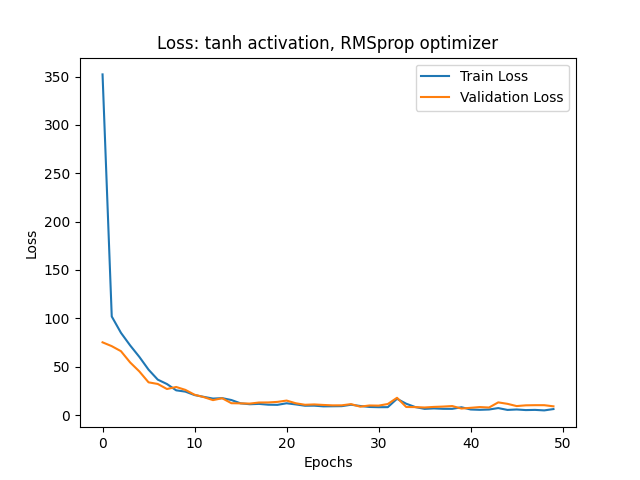 Loss: tanh activation, RMSprop optimizer
Train Loss
Validation Loss
350
300
250
200
150
100
50
0
Loss
0 10 20 30 40 50
Epochs